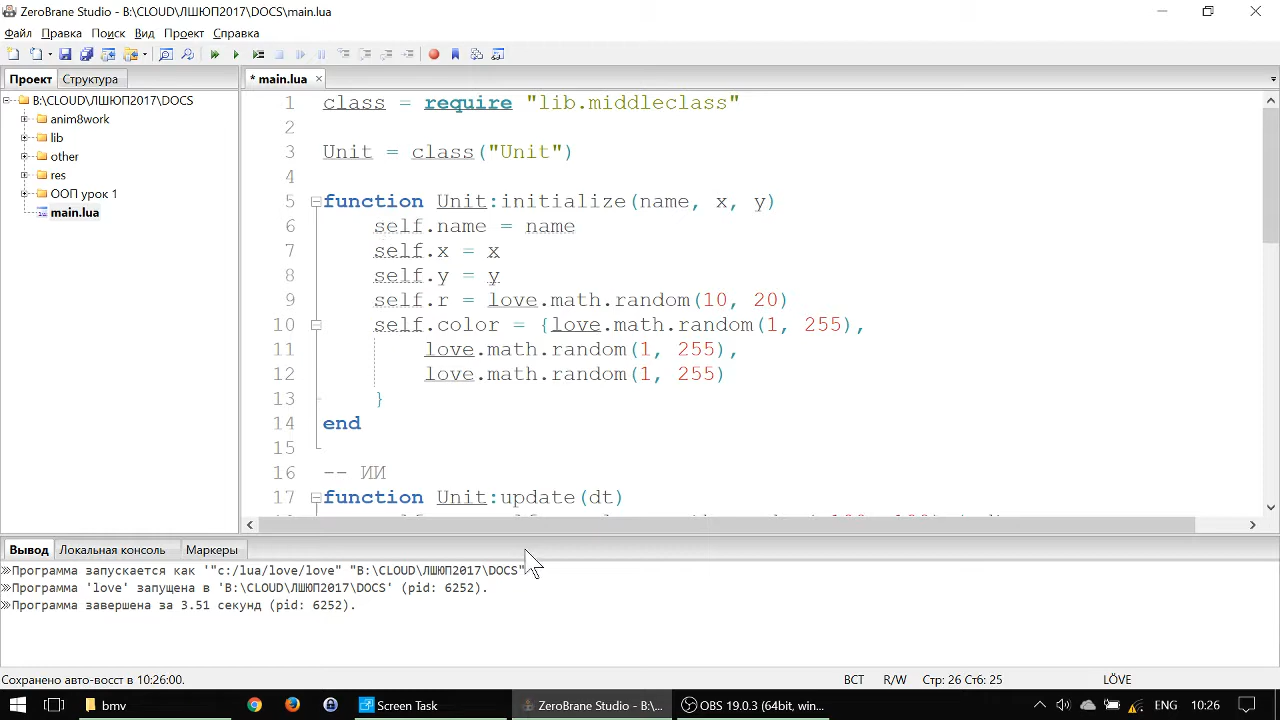 ZeroBrane Studio - B:\CLOUD\ЛШЮП2017\DOCS\main.lua
Файл Правка Поиск Вид Проект Справка
Проект Структура
* main.lua
B:\CLOUD\ЛШЮП2017\DOCS
anim8work
lib
other
res
ООП урок 1
main.lua
1 class = require "lib.middleclass"
2
3 Unit = class("Unit")
4
5 function Unit:initialize(name, x, y)
6 self.name = name
7 self.x = x
8 self.y = y
9 self.r = love.math.random(10, 20)
10 self.color = {love.math.random(1, 255),
11 love.math.random(1, 255),
12 love.math.random(1, 255)
13 }
14 end
15
16 -- ИИ
17 function Unit:update(dt)
Вывод Локальная консоль Маркеры
Программа запускается как '"c:/lua/love/love" "B:\CLOUD\ЛШЮП2017\DOCS"
Программа 'love' запущена в 'B:\CLOUD\ЛШЮП2017\DOCS' (pid: 6252).
Программа завершена за 3.51 секунд (pid: 6252).
Сохранено авто-восст в 10:26:00. ВСТ R/W Стр: 26 Стб: 25 LÖVE
bmv Screen Task ZeroBrane Studio - B:\... OBS 19.0.3 (64bit, win... ENG 10:26